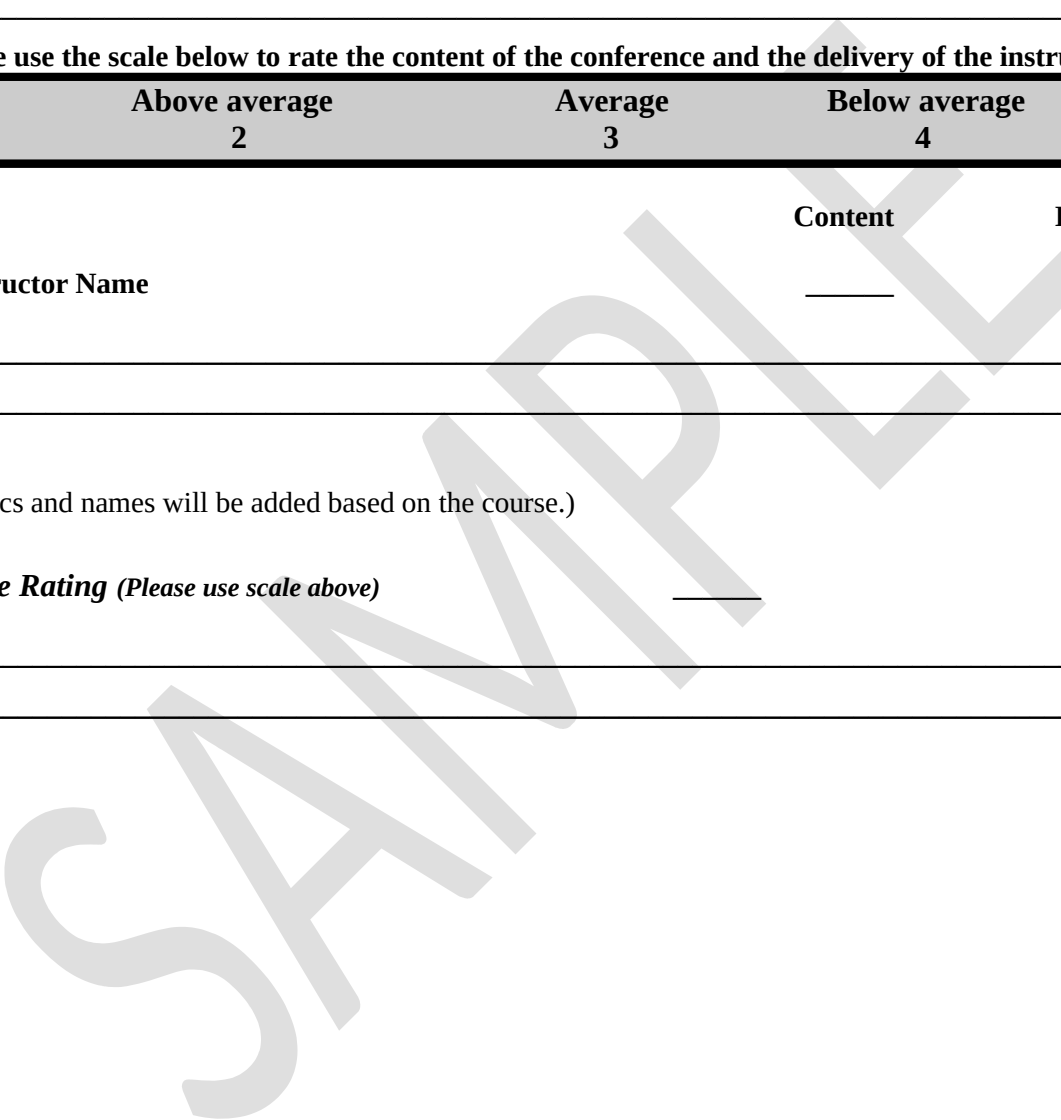 e use the scale below to rate the content of the conference and the delivery of the instru
Above average Average Below average
2 3 4
Content
uctor Name ______
cs and names will be added based on the course.)
e Rating (Please use scale above) ______
SAMPLE